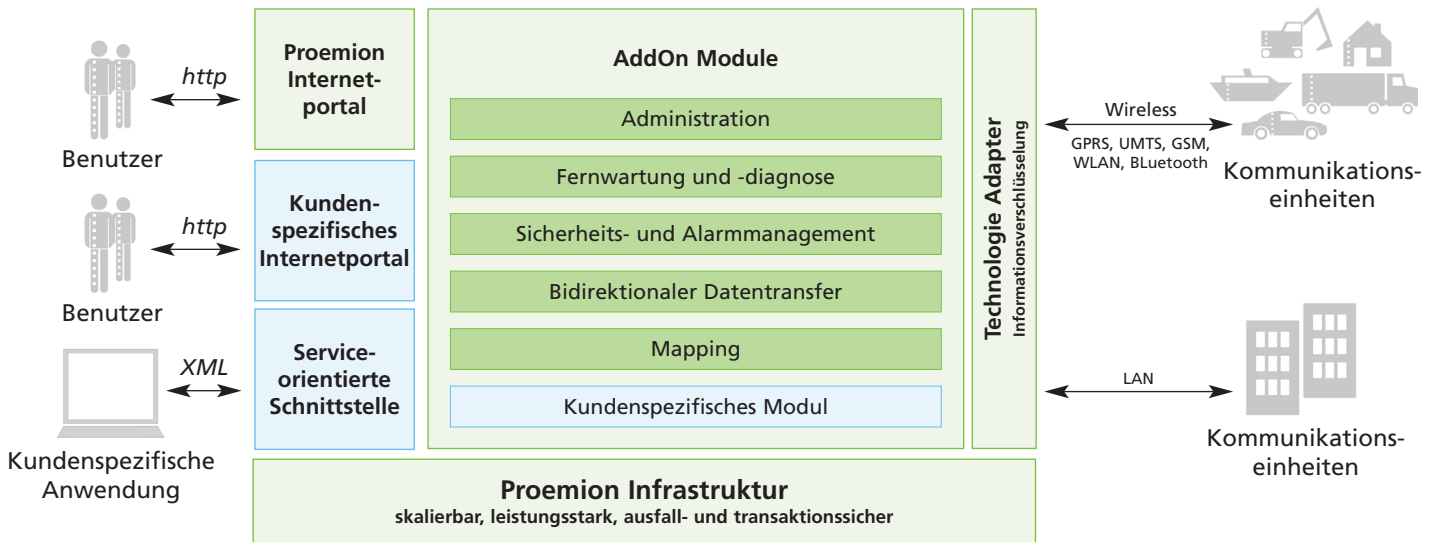 http
Benutzer
http
Benutzer
XML
Kundenspezifische
Anwendung
Proemion
Internet-
portal
Kunden-
spezifisches
Internetportal
Service-
orientierte
Schnittstelle
AddOn Module
Administration
Fernwartung und -diagnose
Sicherheits- und Alarmmanagement
Bidirektionaler Datentransfer
Mapping
Kundenspezifisches Modul
Technologie Adapter
Informationsverschlüsselung
Proemion Infrastruktur
skalierbar, leistungsstark, ausfall- und transaktionssicher
Wireless
GPRS, UMTS, GSM,
WLAN, BLuetooth
Kommunikations-
einheiten
LAN
Kommunikations-
einheiten